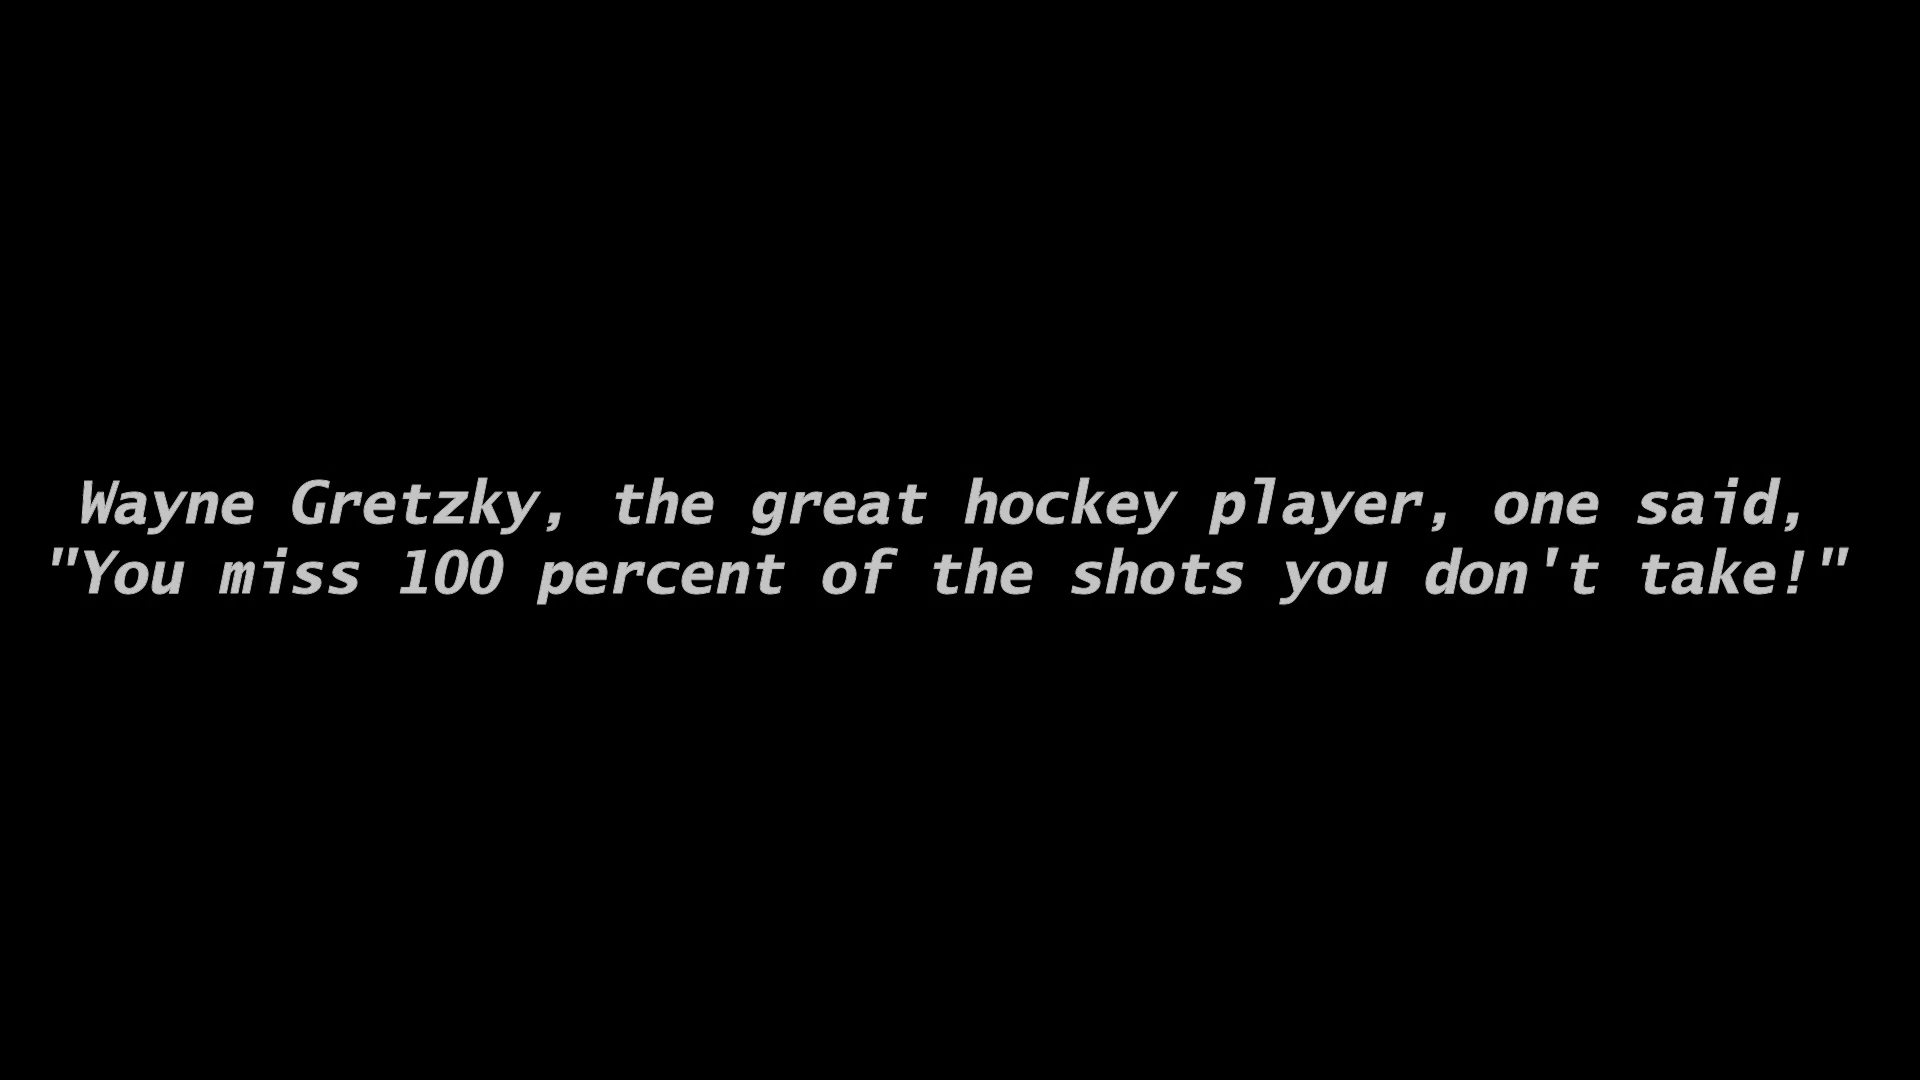 Wayne Gretzky, the great hockey player, one said,
"You miss 100 percent of the shots you don't take!"